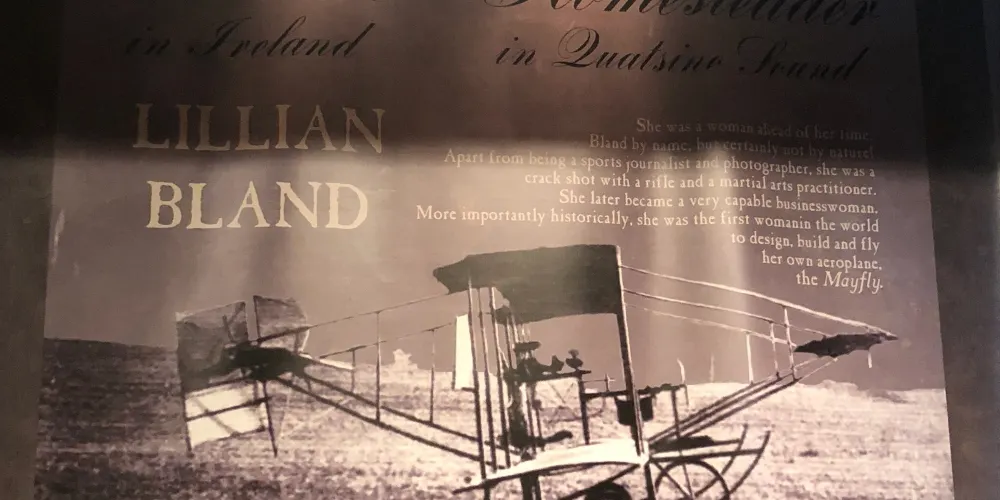 Homesteader
in Ireland
in Quatsino Sound
LILLIAN
BLAND
She was a woman ahead of her time.
Bland by name, but certainly not by nature!
Apart from being a sports journalist and photographer, she was a
crack shot with a rifle and a martial arts practitioner.
She later became a very capable businesswoman.
More importantly historically, she was the first womanin the world
to design, build and fly
her own aeroplane,
the Mayfly.